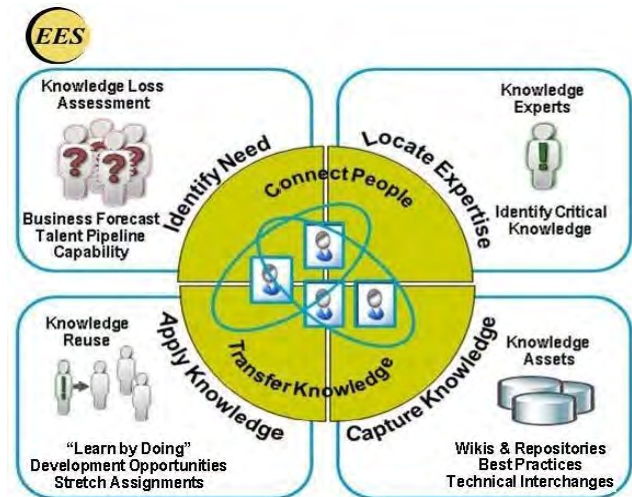 EES
Knowledge Loss
Assessment
?
?
?
Business Forecast
Talent Pipeline
Capability
Identify Need
Locate Expertise
Knowledge
Experts
!
Identify Critical
Knowledge
Connect People
Transfer Knowledge
Knowledge
Reuse
!
"Learn by Doing"
Development Opportunities
Stretch Assignments
Apply Knowledge
Capture Knowledge
Knowledge
Assets
Wikis & Repositories
Best Practices
Technical Interchanges